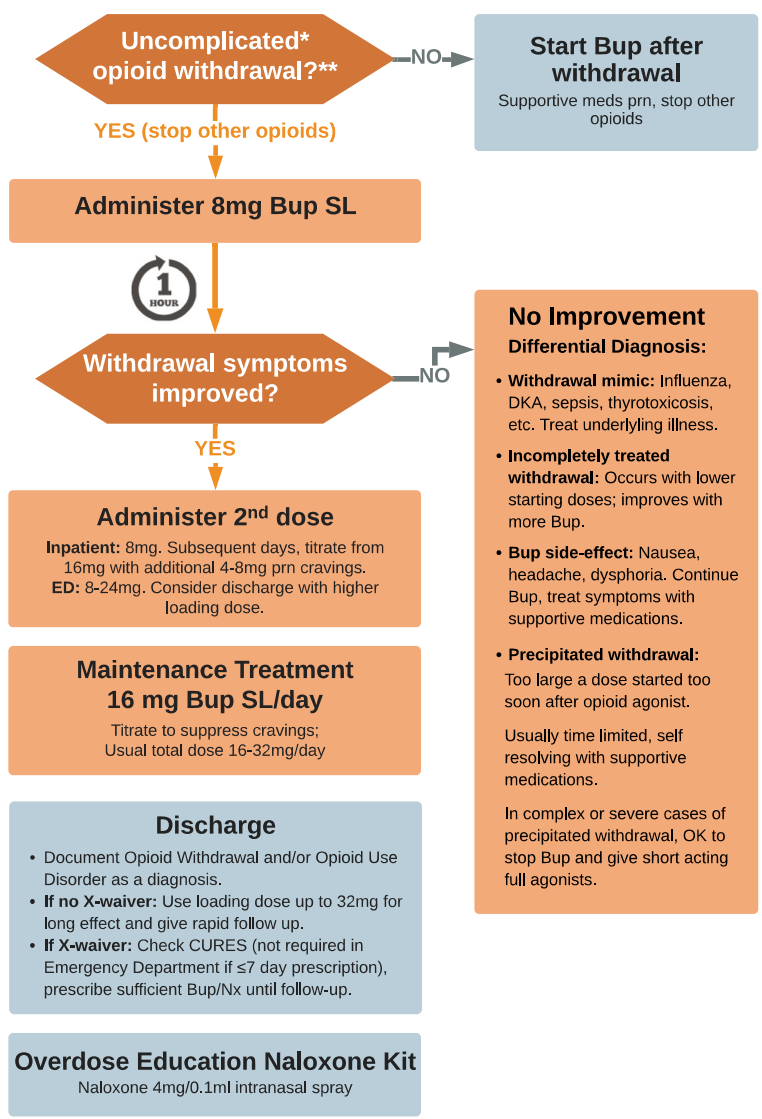 Uncomplicated*
opioid withdrawal?**
NO
Start Bup after
withdrawal
Supportive meds prn, stop other
opioids
YES (stop other opioids)
Administer 8mg Bup SL
1
HOUR
Withdrawal symptoms
improved?
NO
No Improvement
Differential Diagnosis:
• Withdrawal mimic: Influenza,
DKA, sepsis, thyrotoxicosis,
etc. Treat underlyling illness.
• Incompletely treated
withdrawal: Occurs with lower
starting doses; improves with
more Bup.
• Bup side-effect: Nausea,
headache, dysphoria. Continue
Bup, treat symptoms with
supportive medications.
• Precipitated withdrawal:
Too large a dose started too
soon after opioid agonist.
Usually time limited, self
resolving with supportive
medications.
In complex or severe cases of
precipitated withdrawal, OK to
stop Bup and give short acting
full agonists.
YES
Administer 2nd dose
Inpatient: 8mg. Subsequent days, titrate from
16mg with additional 4-8mg prn cravings.
ED: 8-24mg. Consider discharge with higher
loading dose.
Maintenance Treatment
16 mg Bup SL/day
Titrate to suppress cravings;
Usual total dose 16-32mg/day
Discharge
• Document Opioid Withdrawal and/or Opioid Use
Disorder as a diagnosis.
• If no X-waiver: Use loading dose up to 32mg for
long effect and give rapid follow up.
• If X-waiver: Check CURES (not required in
Emergency Department if ≤7 day prescription),
prescribe sufficient Bup/Nx until follow-up.
Overdose Education Naloxone Kit
Naloxone 4mg/0.1ml intranasal spray